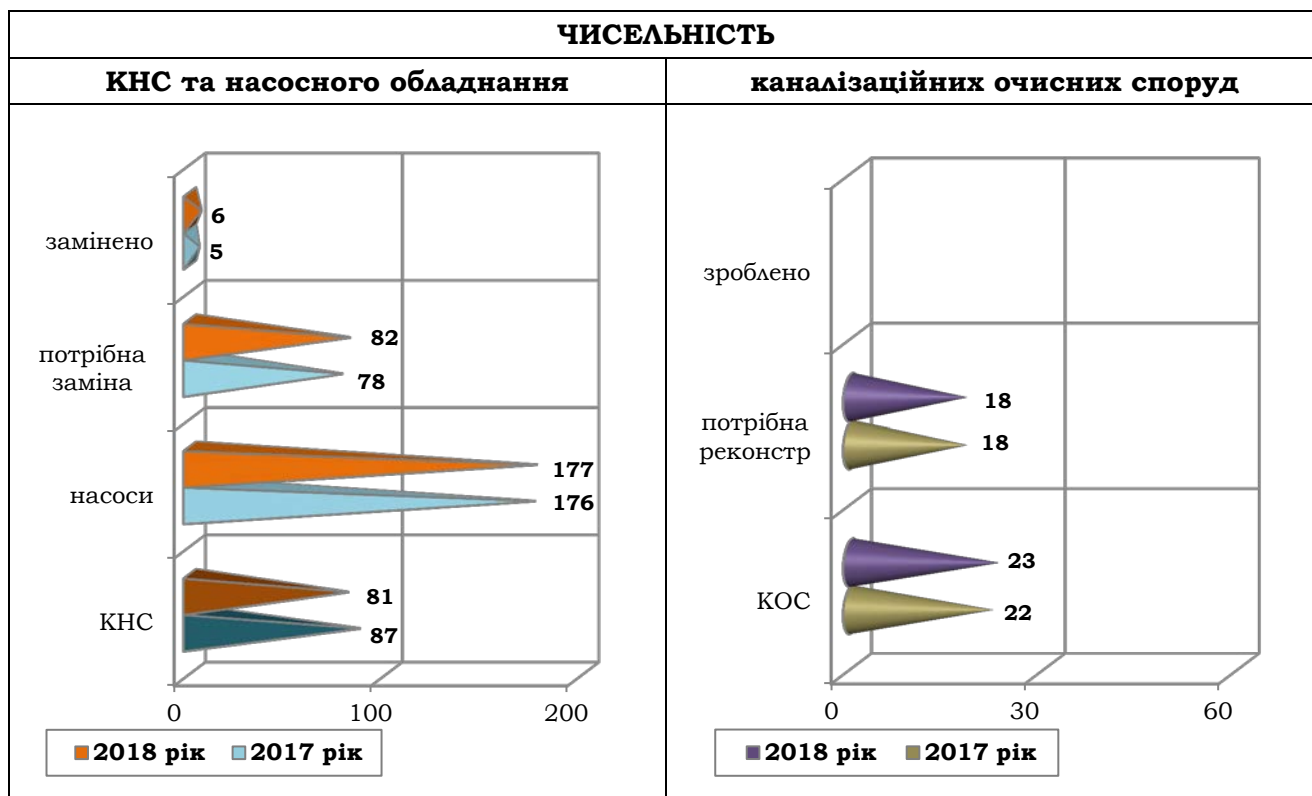 ЧИСЕЛЬНІСТЬ
КНС та насосного обладнання
каналізаційних очисних споруд
замінено
6
5
потрібна
заміна
82
78
насоси
177
176
КНС
81
87
0 100 200
2018 рік 2017 рік
зроблено
потрібна
реконстр
18
18
КОС
23
22
0 30 60
2018 рік 2017 рік